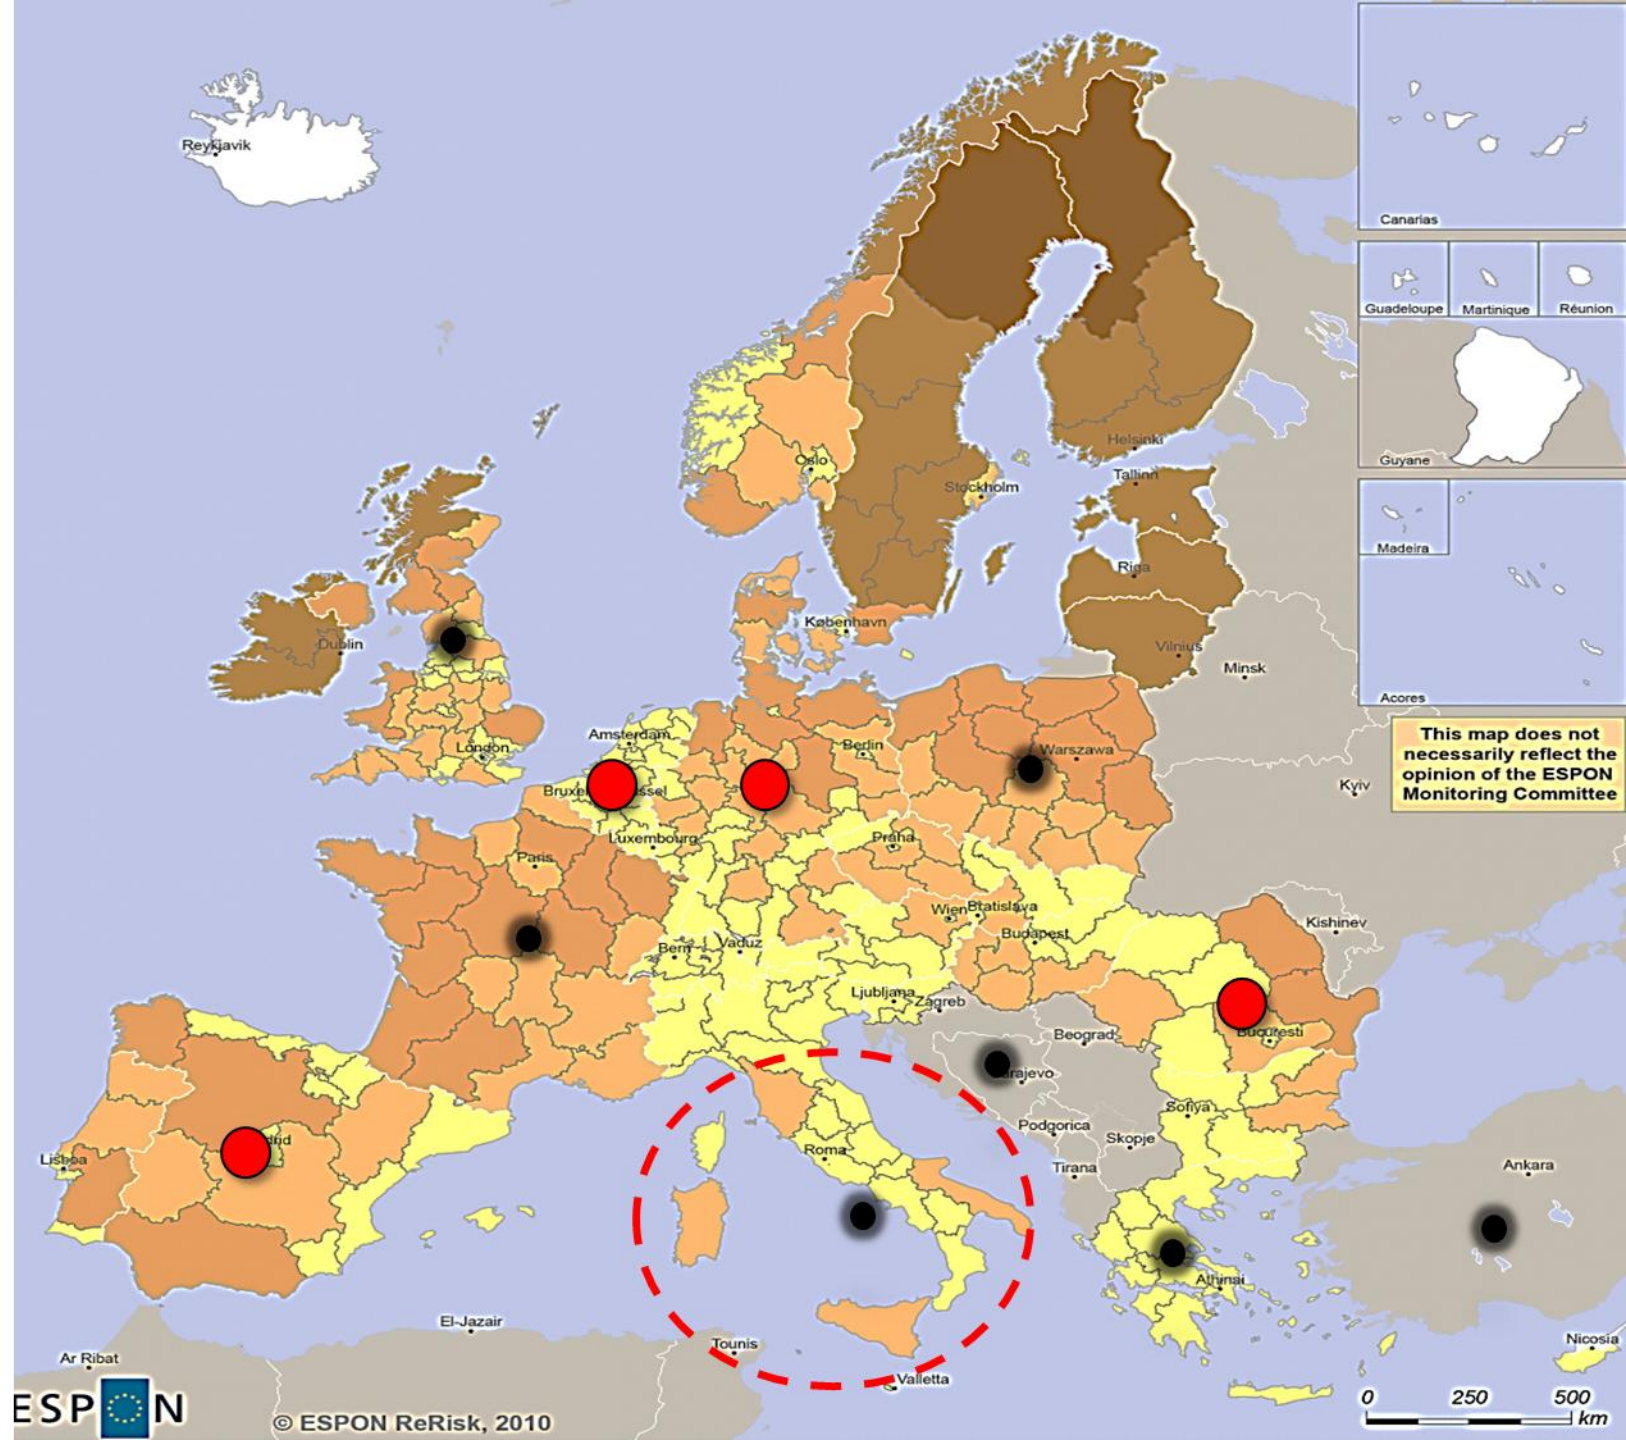 Reykjavik
Canarias
Guadeloupe
Martinique
Réunion
Guyane
Madeira
Acores
Helsinki
Tallinn
Oslo
Stockholm
Riga
København
Dublin
Vilnius
Minsk
London
Amsterdam
Berlin
Warszawa
This map does not
necessarily reflect the
opinion of the ESPON
Monitoring Committee
Kyiv
Luxembourg
Praha
Paris
Wien
Bratislava
Kishinev
Budapest
Bern
Vaduz
Ljubljana
Zagreb
Beograd
Bucuresti
Sofiya
Podgorica
Skopje
Roma
Tirana
Lisboa
Ankara
Athinai
El-Jazair
Tounis
Nicosia
Ar Ribat
Valletta
ESPON
© ESPON ReRisk, 2010
0 250 500
km